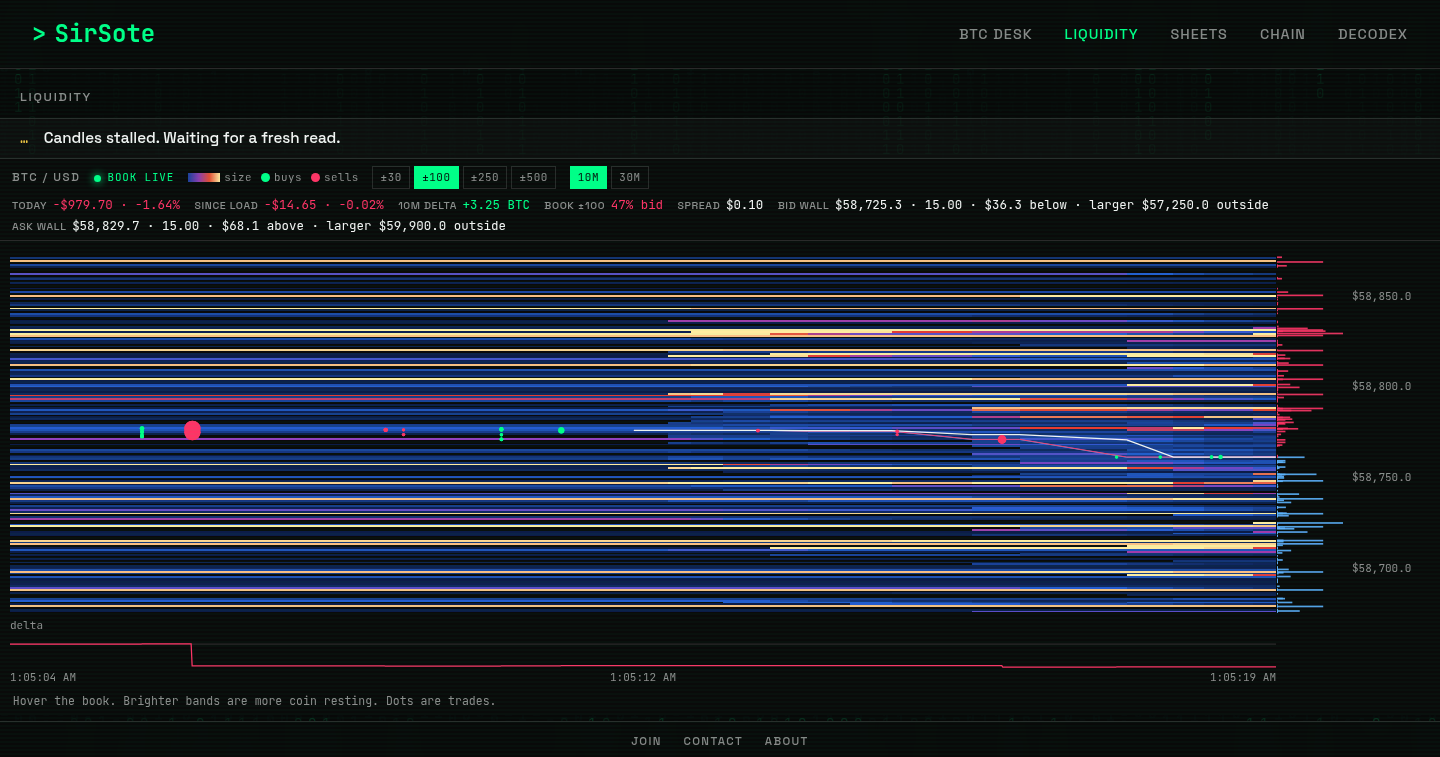 > SirSote
BTC DESK LIQUIDITY SHEETS CHAIN DECODEX
LIQUIDITY
… Candles stalled. Waiting for a fresh read.
BTC / USD BOOK LIVE size buys sells ±30 ±100 ±250 ±500 10M 30M
TODAY -$979.70 · -1.64% SINCE LOAD -$14.65 · -0.02% 10M DELTA +3.25 BTC BOOK ±100 47% bid SPREAD $0.10 BID WALL $58,725.3 · 15.00 · $36.3 below · larger $57,250.0 outside
ASK WALL $58,829.7 · 15.00 · $68.1 above · larger $59,900.0 outside
$58,850.0
$58,800.0
$58,750.0
$58,700.0
delta
1:05:04 AM 1:05:12 AM 1:05:19 AM
Hover the book. Brighter bands are more coin resting. Dots are trades.
JOIN CONTACT ABOUT